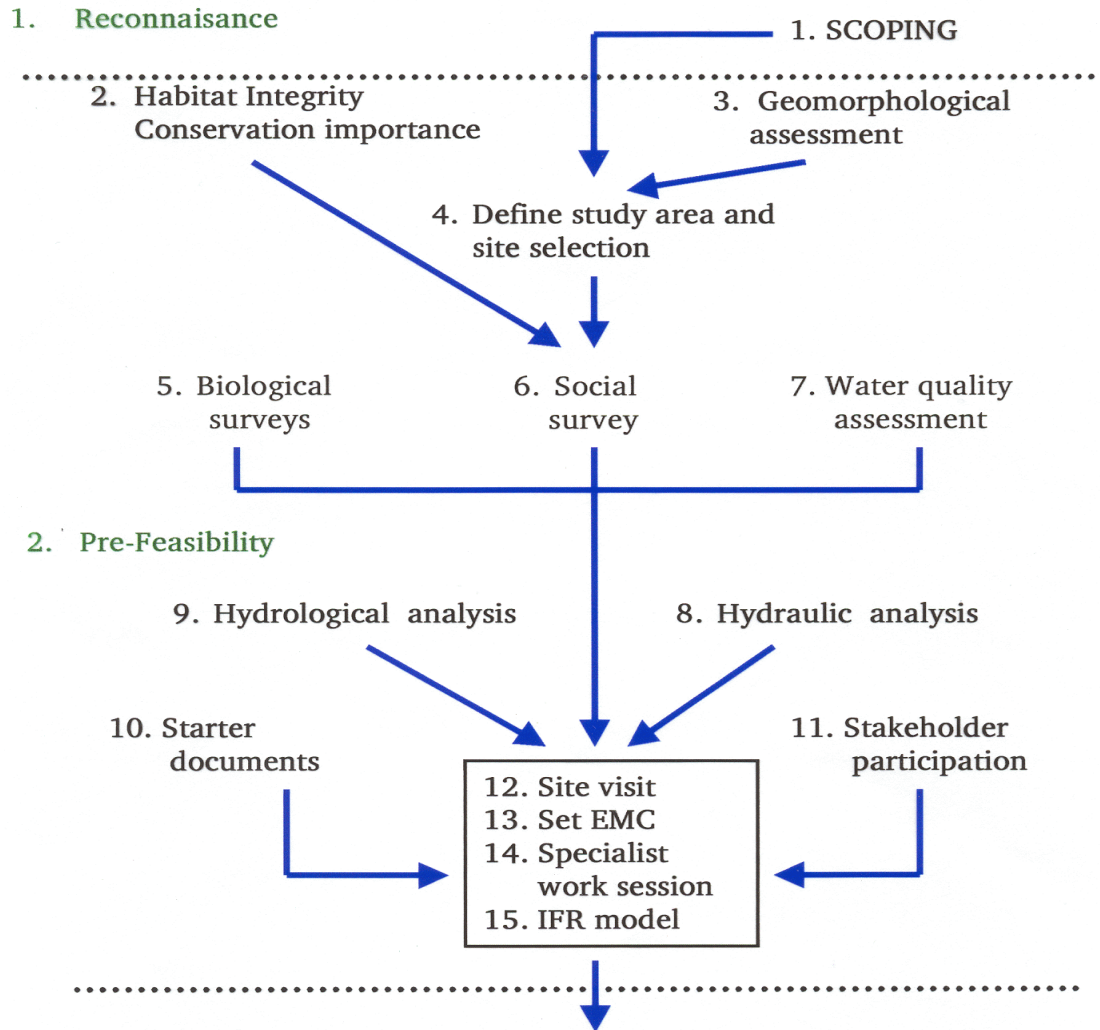 1. Reconnaisance
1. SCOPING
2. Habitat Integrity
Conservation importance
3. Geomorphological
assessment
4. Define study area and
site selection
5. Biological
surveys
6. Social
survey
7. Water quality
assessment
2. Pre-Feasibility
9. Hydrological analysis
8. Hydraulic analysis
10. Starter
documents
11. Stakeholder
participation
12. Site visit
13. Set EMC
14. Specialist
work session
15. IFR model